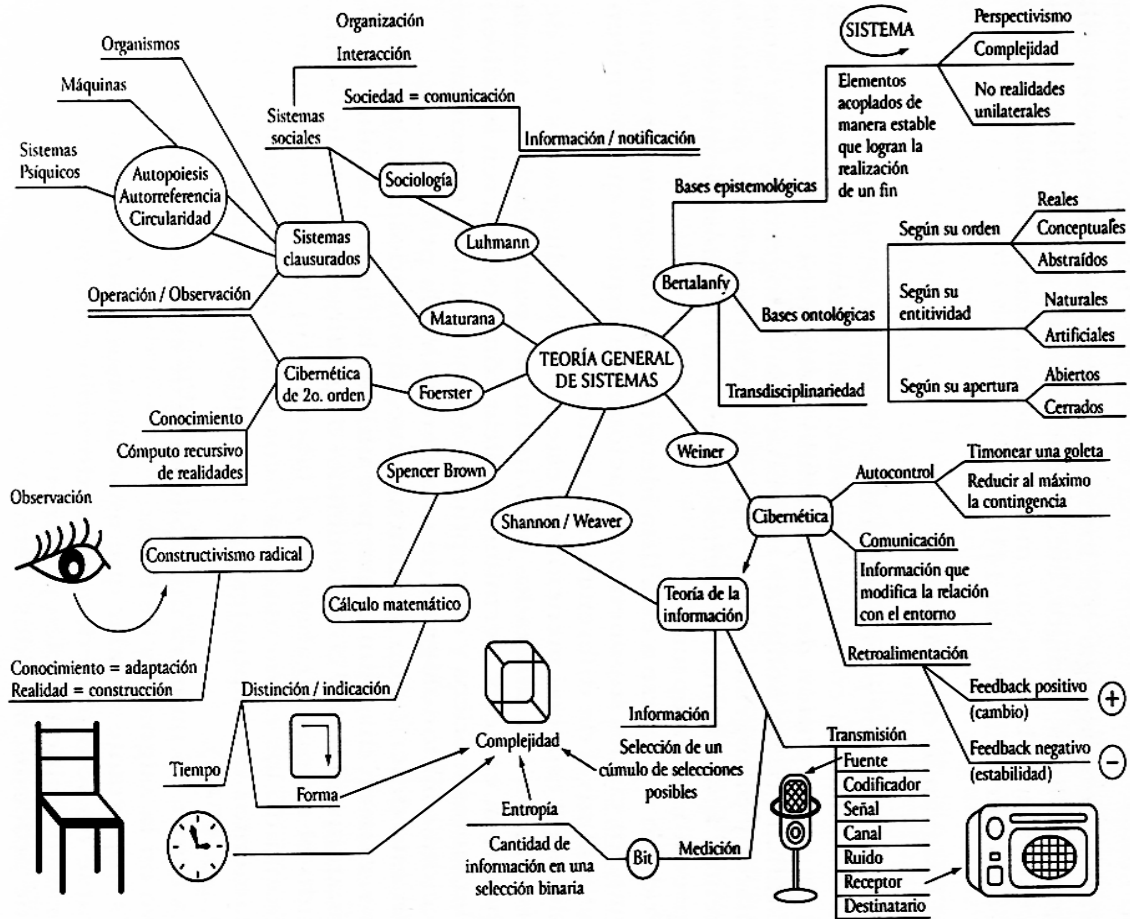 Organización
Interacción
Organismos
Máquinas
Sistemas
Psíquicos
Autopoiesis
Autorreferencia
Circularidad
Sistemas
sociales
Sociedad = comunicación
Información / notificación
Sociología
Luhmann
Sistemas
clausurados
Operación / Observación
Maturana
Cibernética
de 2o. orden
Foerster
Conocimiento
Cómputo recursivo
de realidades
TEORÍA GENERAL
DE SISTEMAS
SISTEMA
Perspectivismo
Complejidad
No realidades
unilaterales
Elementos
acoplados de
manera estable
que logran la
realización
de un fin
Bases epistemológicas
Bertalanfy
Bases ontológicas
Transdisciplinariedad
Según su orden
Reales
Conceptuales
Abstraídos
Según su
entitividad
Naturales
Artificiales
Según su apertura
Abiertos
Cerrados
Weiner
Cibernética
Autocontrol
Timonear una goleta
Reducir al máximo
la contingencia
Comunicación
Información que
modifica la relación
con el entorno
Retroalimentación
Feedback positivo
(cambio)
+
Feedback negativo
(estabilidad)
−
Spencer Brown
Shannon / Weaver
Observación
Constructivismo radical
Conocimiento = adaptación
Realidad = construcción
Cálculo matemático
Distinción / indicación
Tiempo
Forma
Complejidad
Teoría de la
información
Información
Selección de un
cúmulo de selecciones
posibles
Entropía
Cantidad de
información en una
selección binaria
Bit
Medición
Transmisión
Fuente
Codificador
Señal
Canal
Ruido
Receptor
Destinatario